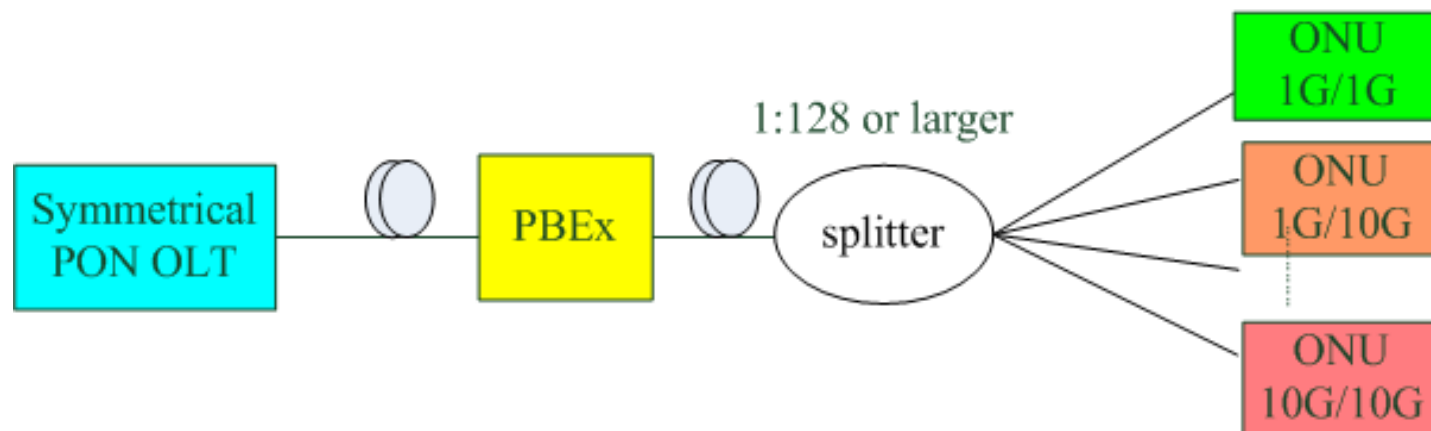 Symmetrical
PON OLT
PBEx
1:128 or larger
splitter
ONU
1G/1G
ONU
1G/10G
ONU
10G/10G